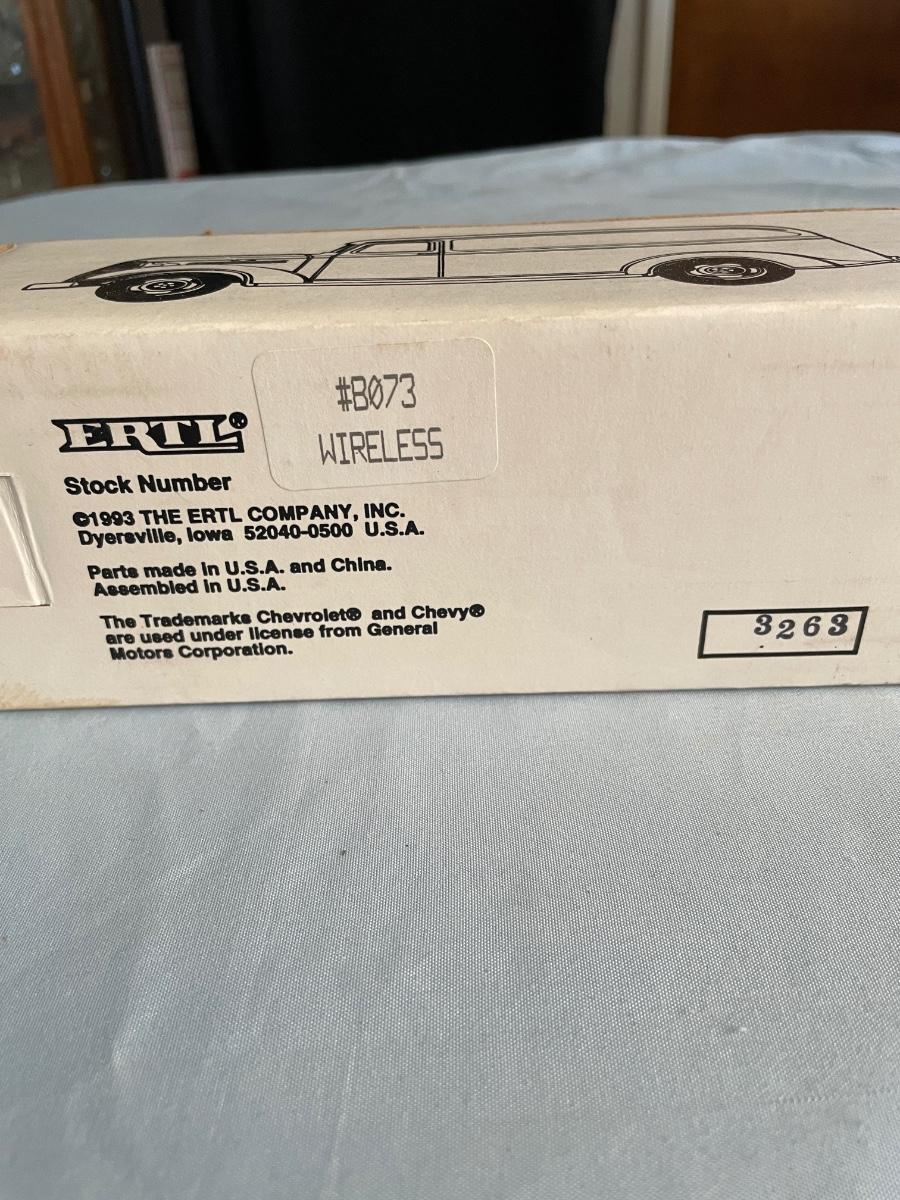 #B073
WIRELESS
ERTL®
Stock Number
©1993 THE ERTL COMPANY, INC.
Dyersville, Iowa 52040-0500 U.S.A.
Parts made in U.S.A. and China.
Assembled in U.S.A.
The Trademarks Chevrolet® and Chevy®
are used under license from General
Motors Corporation.
3263